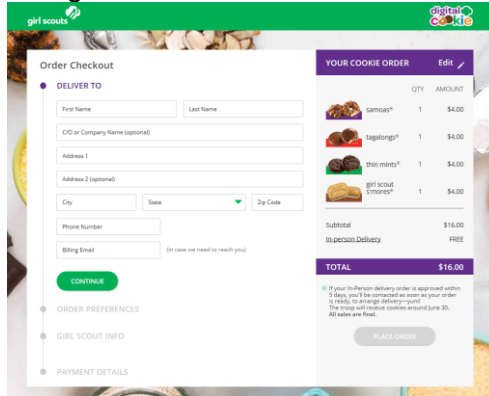 girl scouts
digital
cookie
Order Checkout
DELIVER TO
First Name
Last Name
C/O or Company Name (optional)
Address 1
Address 2 (optional)
City
State
Zip Code
Phone Number
Billing Email
(in case we need to reach you)
CONTINUE
ORDER PREFERENCES
GIRL SCOUT INFO
PAYMENT DETAILS
YOUR COOKIE ORDER Edit
QTY AMOUNT
samoas® 1 $4.00
tagalongs® 1 $4.00
thin mints® 1 $4.00
girl scout
s'mores® 1 $4.00
Subtotal $16.00
In-person Delivery FREE
TOTAL $16.00
If your In-Person delivery order is approved within
5 days, you'll be contacted as soon as your order
is ready, to arrange delivery—yum!
The troop will receive cookies around June 30.
All sales are final.
PLACE ORDER